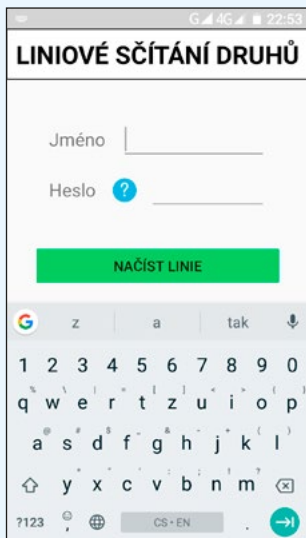 G 4G 22:53
LINIOVÉ SČÍTÁNÍ DRUHŮ
Jméno
Heslo ?
NAČÍST LINIE
G z a tak
1 2 3 4 5 6 7 8 9 0
q w e r t z u i o p
a s d f g h j k l
y x c v b n m
?123 , CS • EN .